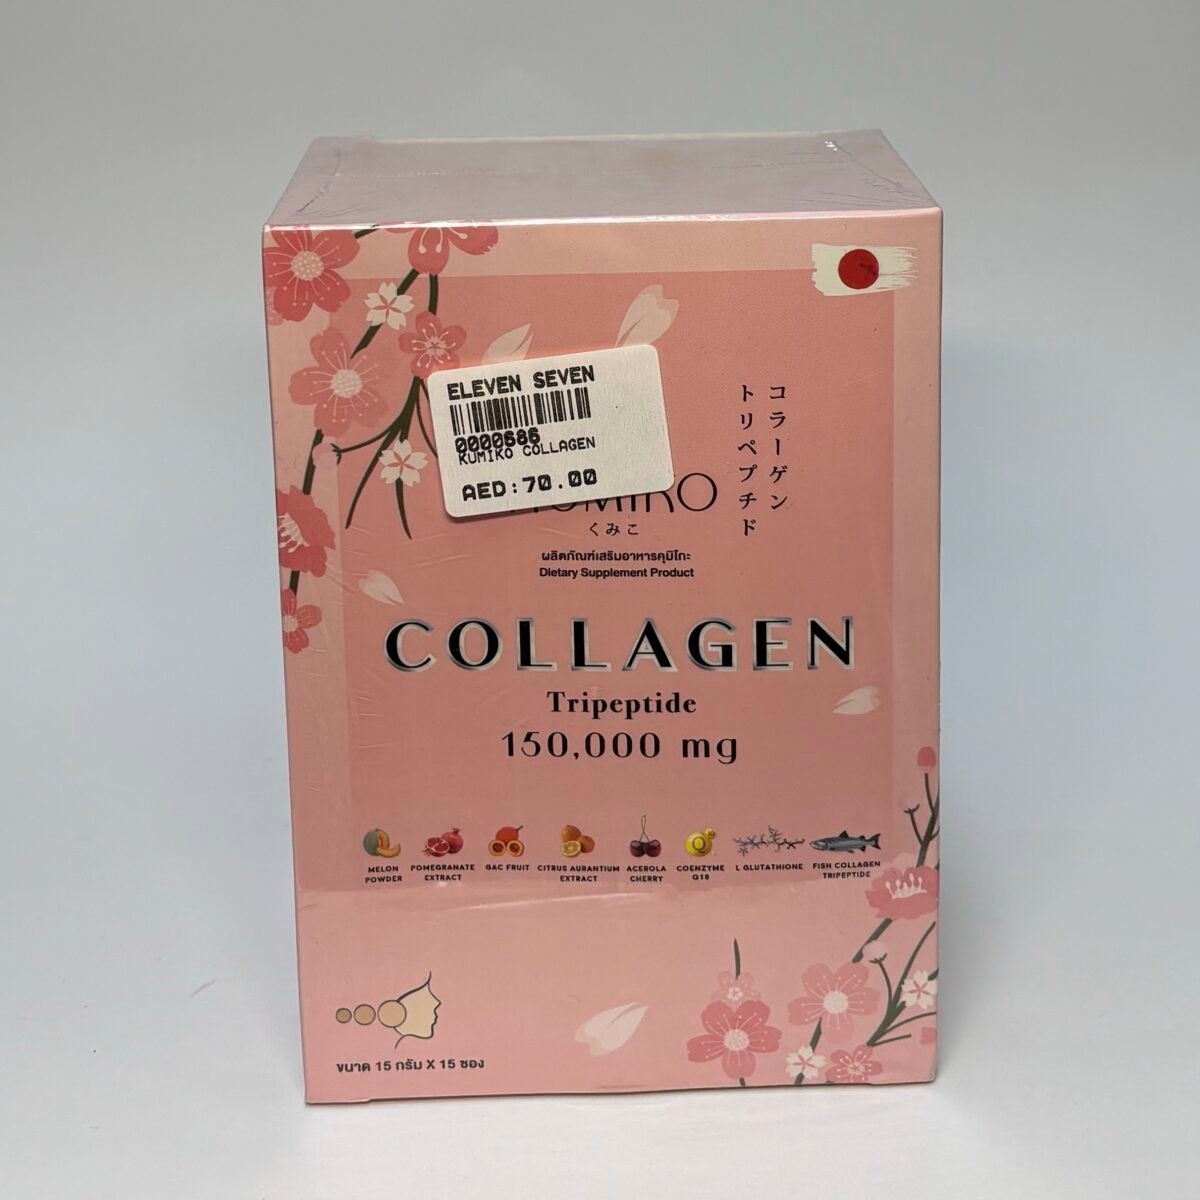 ELEVEN SEVEN
0000686
KUMIKO COLLAGEN
AED:70.00
コラーゲン
トリペプチド
くみこ
ผลิตภัณฑ์เสริมอาหารคุมิโกะ
Dietary Supplement Product
COLLAGEN
Tripeptide
150,000 mg
MELON POWDER
POMEGRANATE EXTRACT
GAC FRUIT
CITRUS AURANTIUM EXTRACT
ACEROLA CHERRY
COENZYME Q10
L GLUTATHIONE
FISH COLLAGEN TRIPEPTIDE
ขนาด 15 กรัม X 15 ซอง